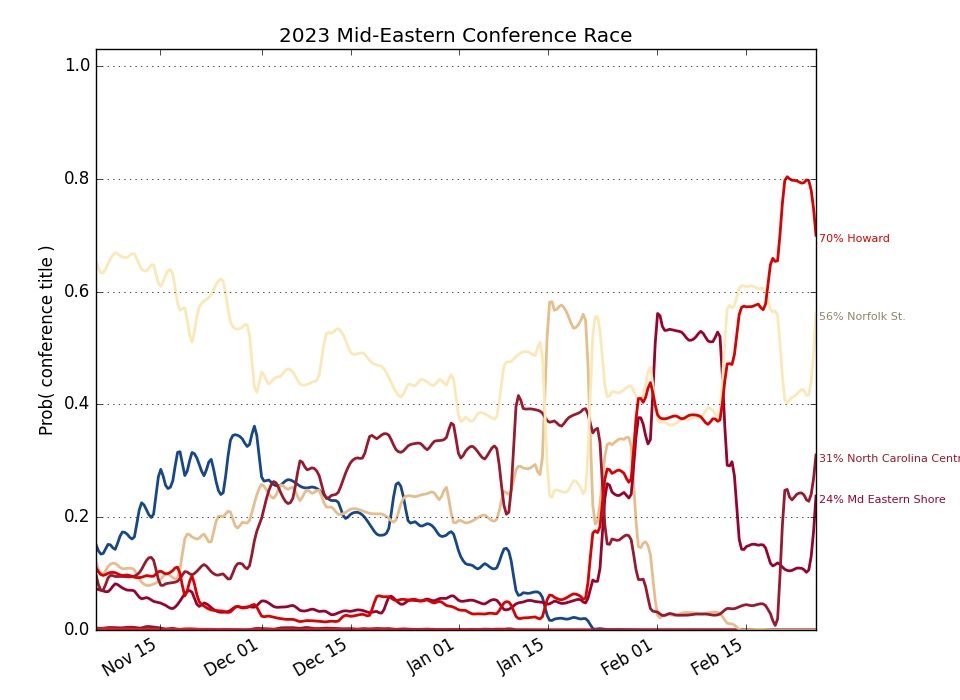 2023 Mid-Eastern Conference Race
Prob( conference title )
1.0
0.8
0.6
0.4
0.2
0.0
Nov 15
Dec 01
Dec 15
Jan 01
Jan 15
Feb 01
Feb 15
70% Howard
56% Norfolk St.
31% North Carolina Centr
24% Md Eastern Shore